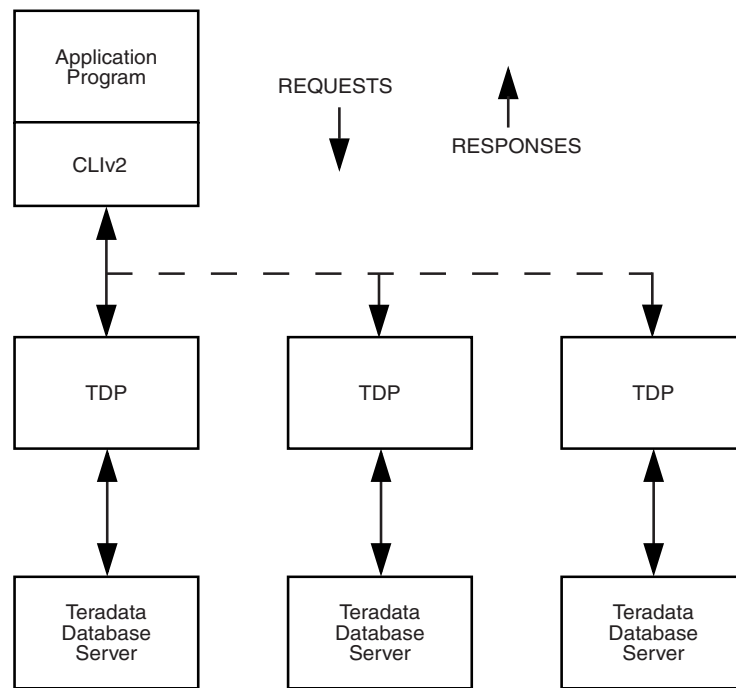 Application
Program
CLIv2
REQUESTS
RESPONSES
TDP
TDP
TDP
Teradata
Database
Server
Teradata
Database
Server
Teradata
Database
Server